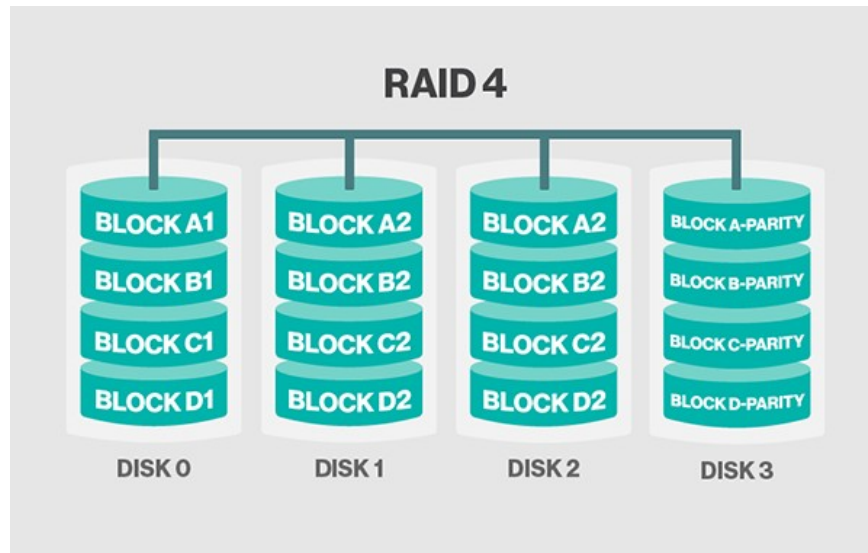 RAID 4
BLOCK A1 BLOCK A2 BLOCK A2 BLOCK A-PARITY
BLOCK B1 BLOCK B2 BLOCK B2 BLOCK B-PARITY
BLOCK C1 BLOCK C2 BLOCK C2 BLOCK C-PARITY
BLOCK D1 BLOCK D2 BLOCK D2 BLOCK D-PARITY
DISK 0 DISK 1 DISK 2 DISK 3